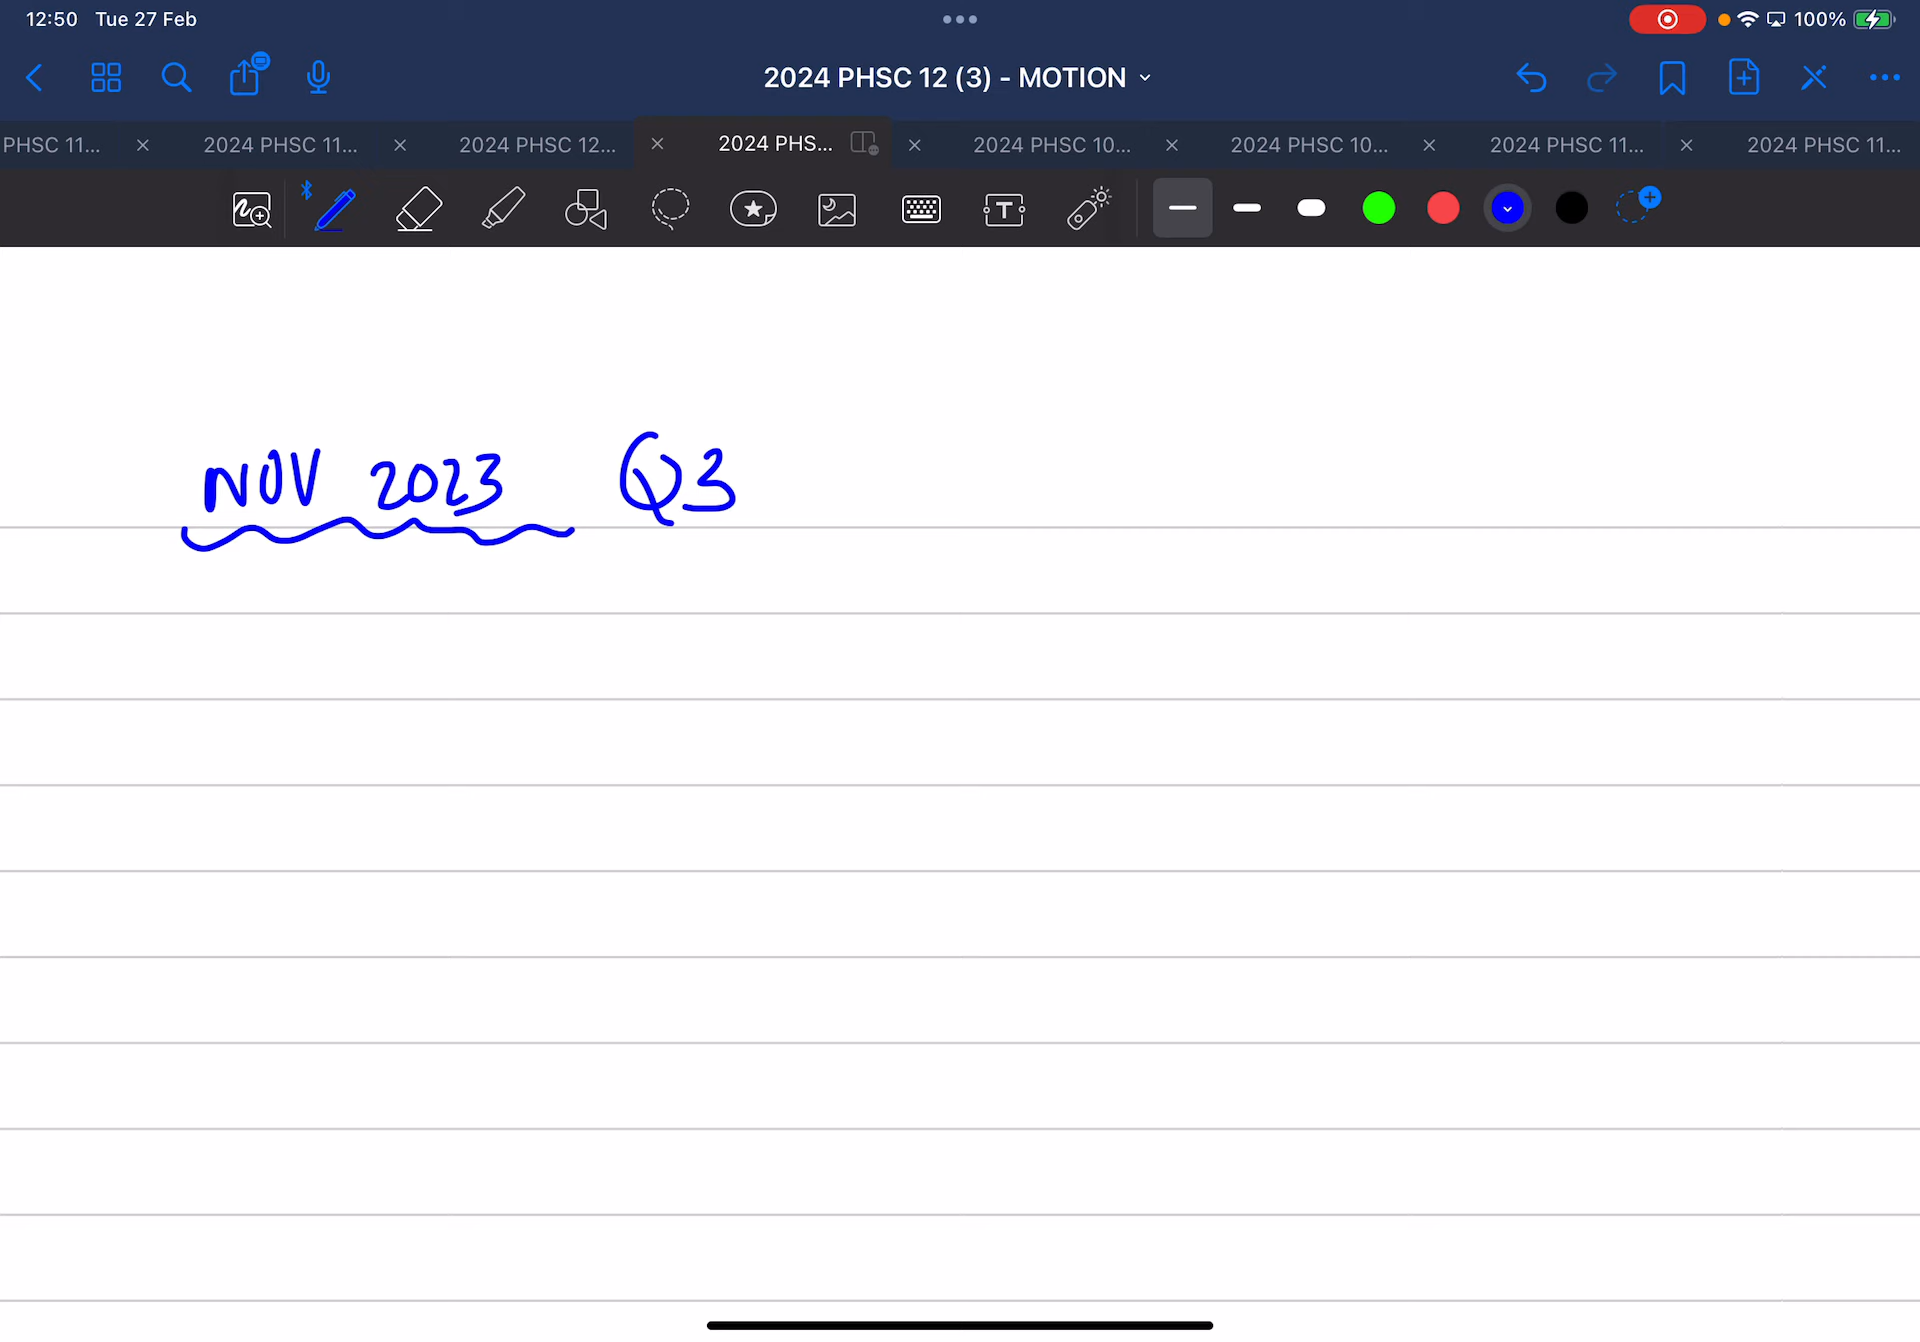 12:50 Tue 27 Feb 100%
2024 PHSC 12 (3) - MOTION
PHSC 11... 2024 PHSC 11... 2024 PHSC 12... 2024 PHS... 2024 PHSC 10... 2024 PHSC 10... 2024 PHSC 11... 2024 PHSC 11...
NOV 2023 Q3